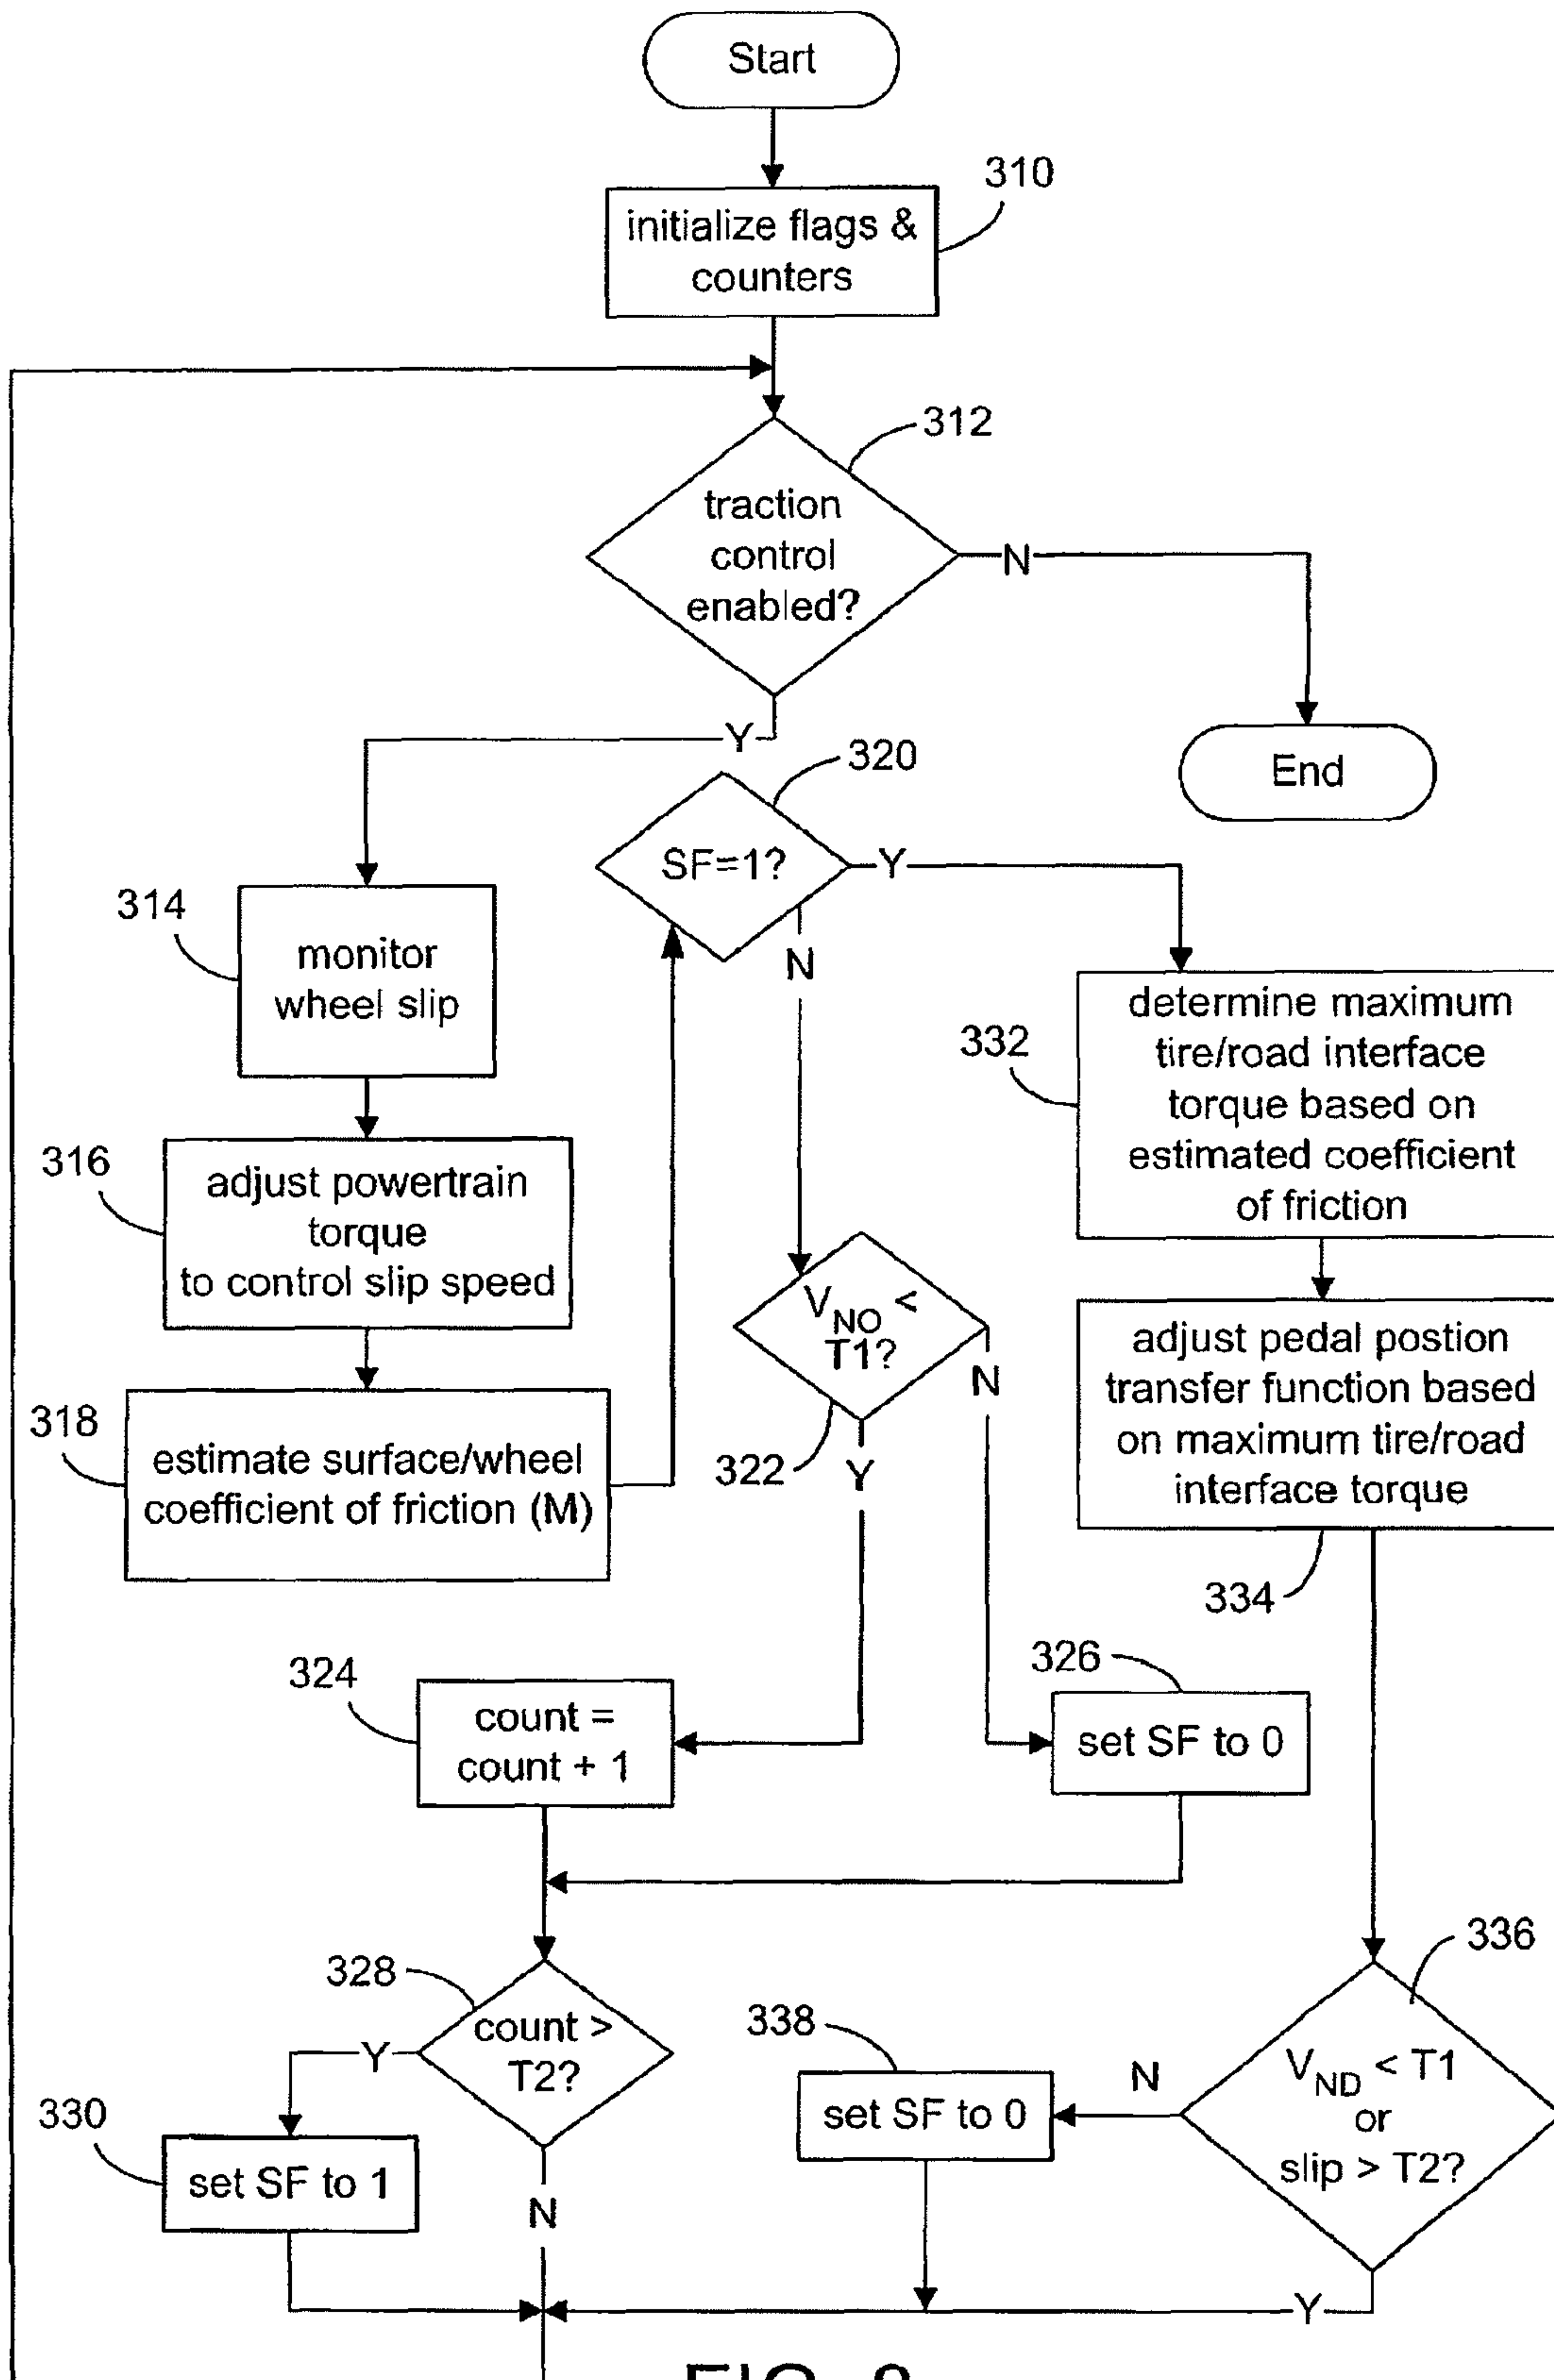 Start
310
initialize flags &
counters
312
traction
control
enabled?
N
Y
End
320
SF=1?
Y
N
314
monitor
wheel slip
316
adjust powertrain
torque
to control slip speed
318
estimate surface/wheel
coefficient of friction (M)
332
determine maximum
tire/road interface
torque based on
estimated coefficient
of friction
V_NO <
T1?
322
N
Y
adjust pedal postion
transfer function based
on maximum tire/road
interface torque
334
324
count =
count + 1
326
set SF to 0
328
count >
T2?
Y
N
330
set SF to 1
336
V_ND < T1
or
slip > T2?
N
Y
338
set SF to 0